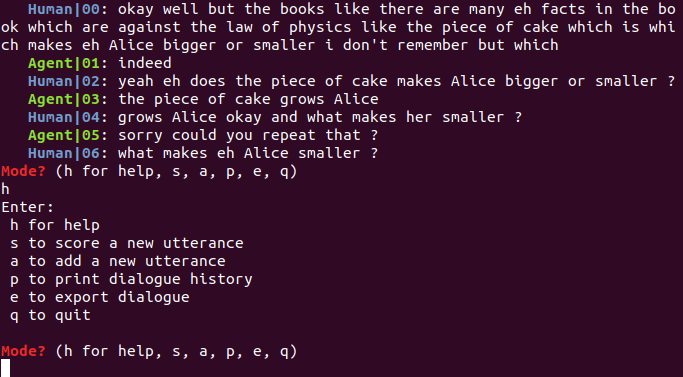 Human|00: okay well but the books like there are many eh facts in the bo
ok which are against the law of physics like the piece of cake which is whi
ch makes eh Alice bigger or smaller i don't remember but which
Agent|01: indeed
Human|02: yeah eh does the piece of cake makes Alice bigger or smaller ?
Agent|03: the piece of cake grows Alice
Human|04: grows Alice okay and what makes her smaller ?
Agent|05: sorry could you repeat that ?
Human|06: what makes eh Alice smaller ?
Mode? (h for help, s, a, p, e, q)
h
Enter:
h for help
s to score a new utterance
a to add a new utterance
p to print dialogue history
e to export dialogue
q to quit
Mode? (h for help, s, a, p, e, q)